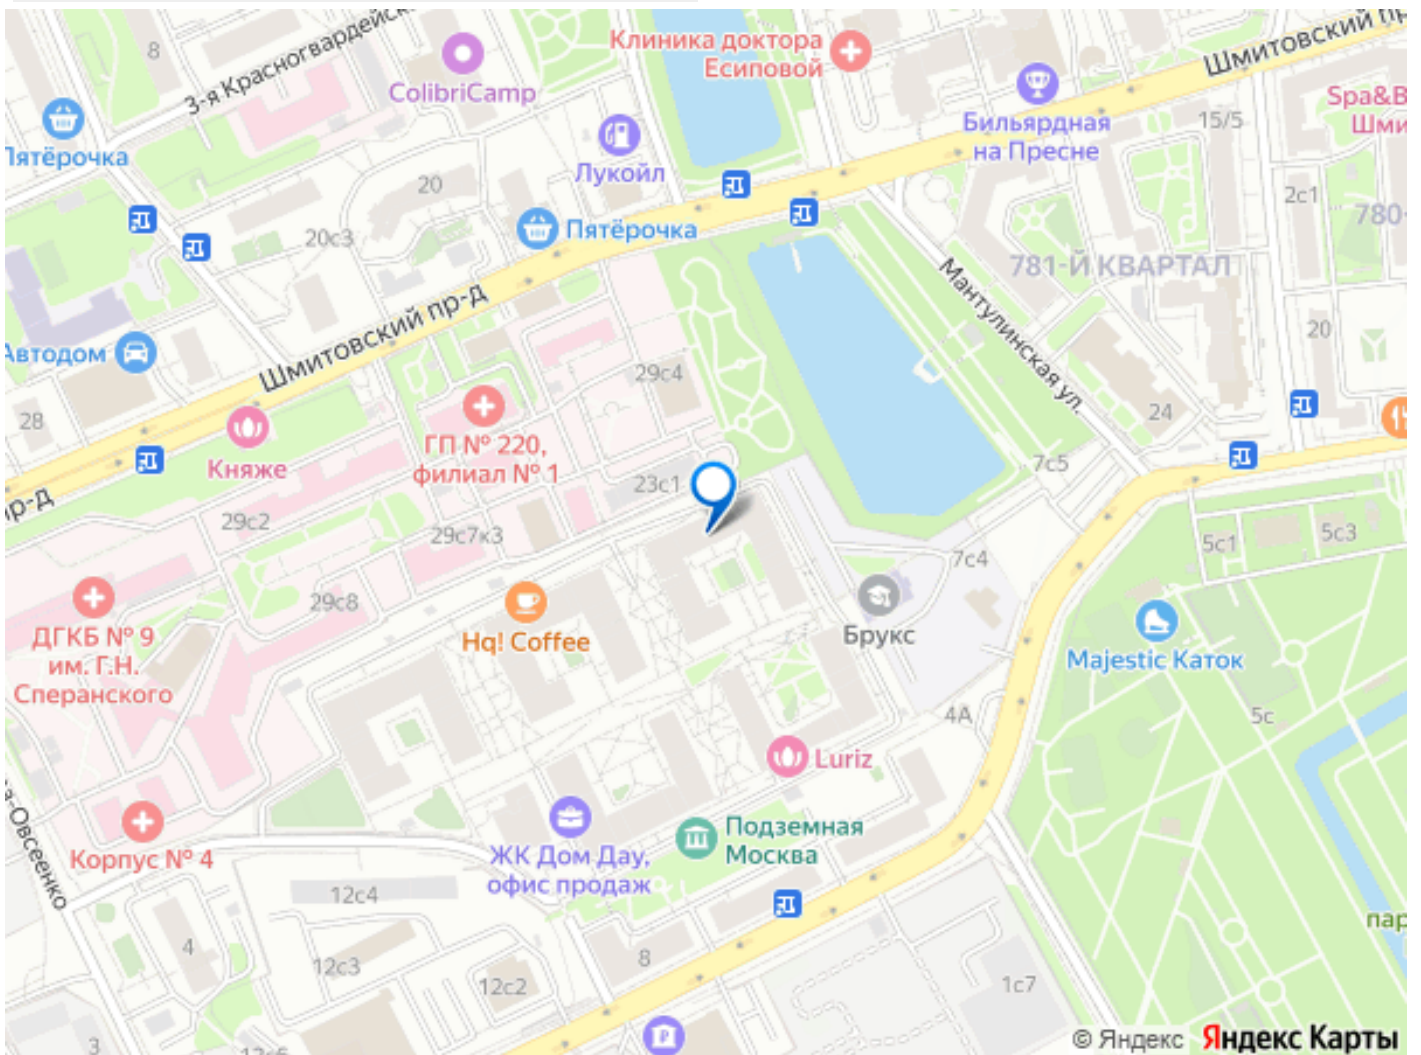 8
3-я Красногвардейс
ColibriCamp
Клиника доктора
Есиповой
Шмитовский пр
Бильярдная
на Пресне
15/5
Spa&B
Шми
Пятёрочка
Лукойл
20
20с3
Пятёрочка
2с1
780-
781-Й КВАРТАЛ
Мантулинская ул.
Шмитовский пр-д
Автодом
20
28
29с4
24
Княже
ГП № 220,
филиал № 1
7с5
23с1
р-д
29с2
29с7к3
5с1
5с3
7с4
29с8
ДГКБ № 9
им. Г.Н.
Сперанского
Hq! Coffee
Брукс
Majestic Каток
4А
5с
Luriz
а-Овсеенко
Корпус № 4
ЖК Дом Дау,
офис продаж
Подземная
Москва
12с4
пар
4
12с3
8
12с2
1с7
3
© Яндекс Яндекс Карты